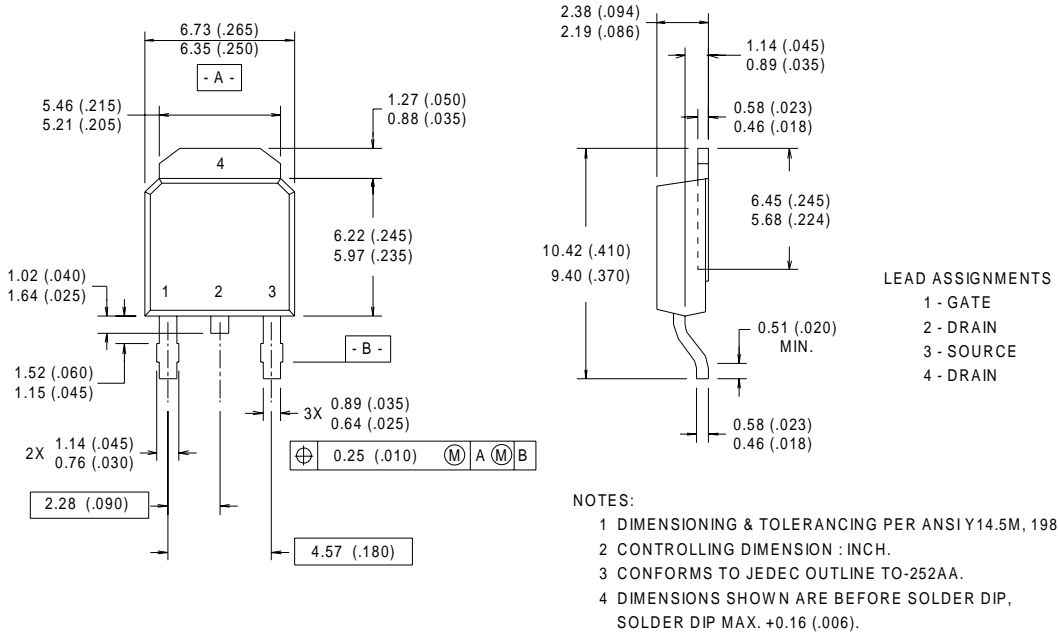 6.73 (.265)
6.35 (.250)
- A -
5.46 (.215)
5.21 (.205)
1.27 (.050)
0.88 (.035)
4
6.22 (.245)
5.97 (.235)
1.02 (.040)
1.64 (.025)
1 2 3
- B -
1.52 (.060)
1.15 (.045)
3X
0.89 (.035)
0.64 (.025)
2X
1.14 (.045)
0.76 (.030)
⌖ 0.25 (.010) Ⓜ A Ⓜ B
2.28 (.090)
4.57 (.180)
2.38 (.094)
2.19 (.086)
1.14 (.045)
0.89 (.035)
0.58 (.023)
0.46 (.018)
6.45 (.245)
5.68 (.224)
10.42 (.410)
9.40 (.370)
0.51 (.020)
MIN.
0.58 (.023)
0.46 (.018)
LEAD ASSIGNMENTS
1 - GATE
2 - DRAIN
3 - SOURCE
4 - DRAIN
NOTES:
1 DIMENSIONING & TOLERANCING PER ANSI Y14.5M, 198
2 CONTROLLING DIMENSION : INCH.
3 CONFORMS TO JEDEC OUTLINE TO-252AA.
4 DIMENSIONS SHOWN ARE BEFORE SOLDER DIP,
SOLDER DIP MAX. +0.16 (.006).